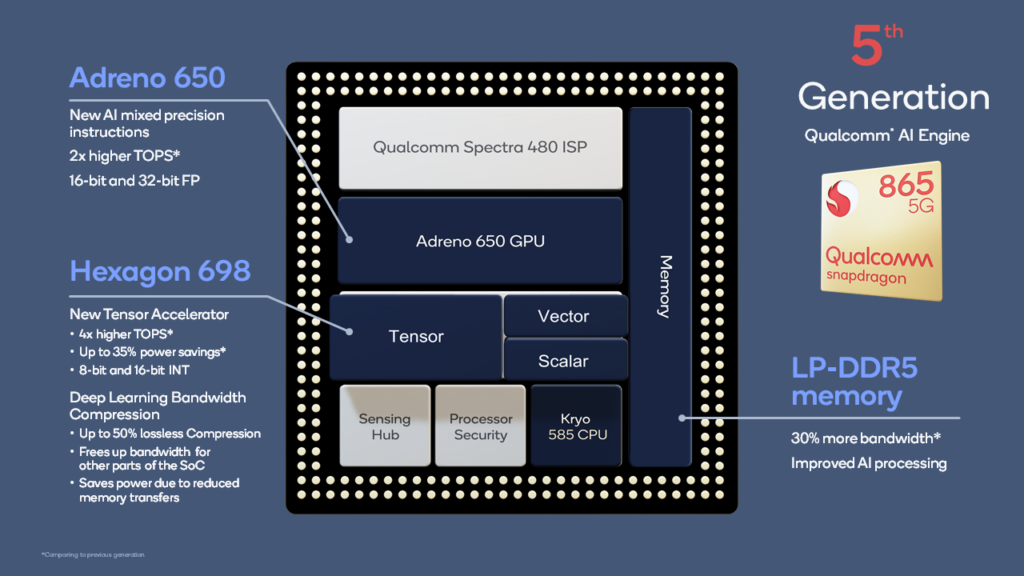 Adreno 650
New AI mixed precision
instructions
2x higher TOPS*
16-bit and 32-bit FP
Hexagon 698
New Tensor Accelerator
• 4x higher TOPS*
• Up to 35% power savings*
• 8-bit and 16-bit INT
Deep Learning Bandwidth
Compression
• Up to 50% lossless Compression
• Frees up bandwidth for
other parts of the SoC
• Saves power due to reduced
memory transfers
Qualcomm Spectra 480 ISP
Adreno 650 GPU
Tensor
Vector
Scalar
Sensing
Hub
Processor
Security
Kryo
585 CPU
Memory
5th
Generation
Qualcomm® AI Engine
865
5G
Qualcomm
snapdragon
LP-DDR5
memory
30% more bandwidth*
Improved AI processing
*Comparing to previous generation